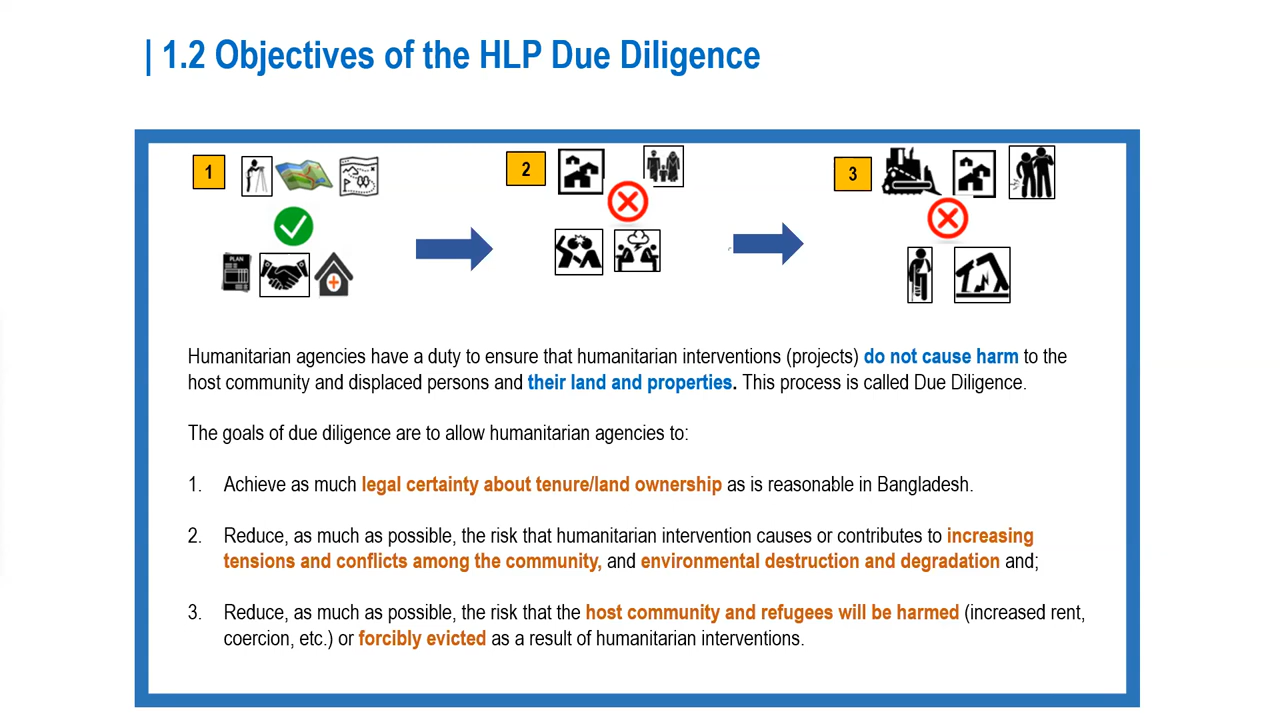 | 1.2 Objectives of the HLP Due Diligence
1
2
3
PLAN
Humanitarian agencies have a duty to ensure that humanitarian interventions (projects) do not cause harm to the
host community and displaced persons and their land and properties. This process is called Due Diligence.
The goals of due diligence are to allow humanitarian agencies to:
1. Achieve as much legal certainty about tenure/land ownership as is reasonable in Bangladesh.
2. Reduce, as much as possible, the risk that humanitarian intervention causes or contributes to increasing
tensions and conflicts among the community, and environmental destruction and degradation and;
3. Reduce, as much as possible, the risk that the host community and refugees will be harmed (increased rent,
coercion, etc.) or forcibly evicted as a result of humanitarian interventions.